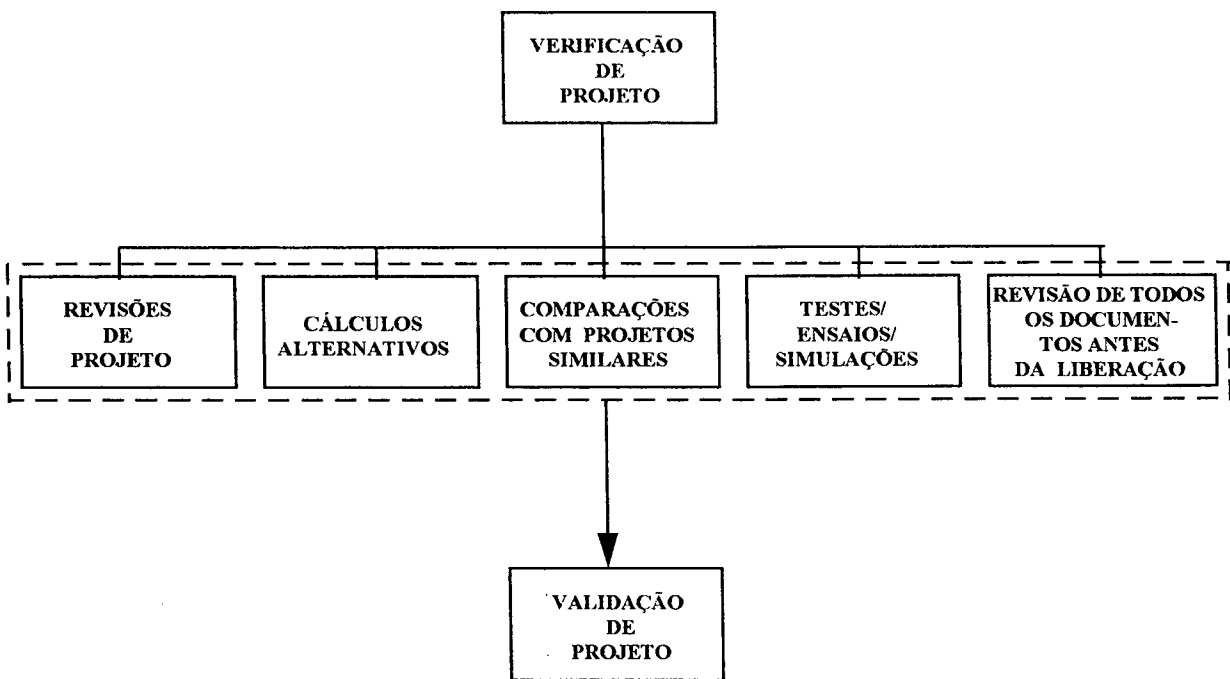 VERIFICAÇÃO
DE
PROJETO
REVISÕES
DE
PROJETO
CÁLCULOS
ALTERNATIVOS
COMPARAÇÕES
COM PROJETOS
SIMILARES
TESTES/
ENSAIOS/
SIMULAÇÕES
REVISÃO DE TODOS
OS DOCUMEN-
TOS ANTES
DA LIBERAÇÃO
VALIDAÇÃO
DE
PROJETO